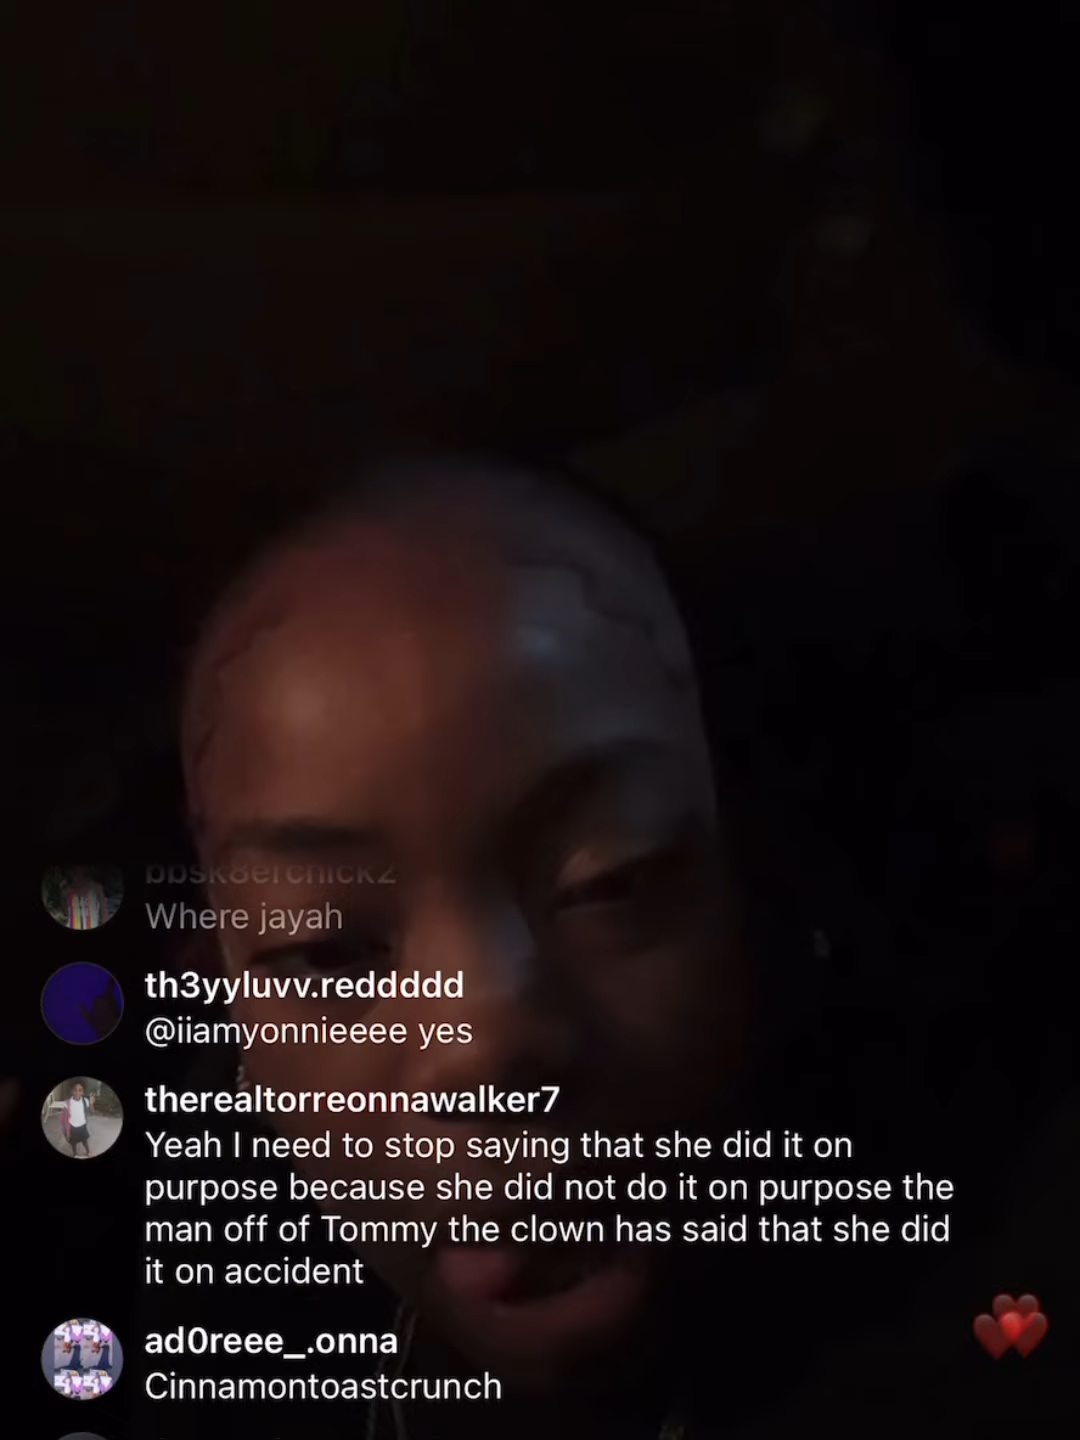 bbsk8erchick2
Where jayah
th3yyluvv.reddddd
@iiamyonnieeee yes
therealtorreonnawalker7
Yeah I need to stop saying that she did it on
purpose because she did not do it on purpose the
man off of Tommy the clown has said that she did
it on accident
ad0reee_.onna
Cinnamontoastcrunch